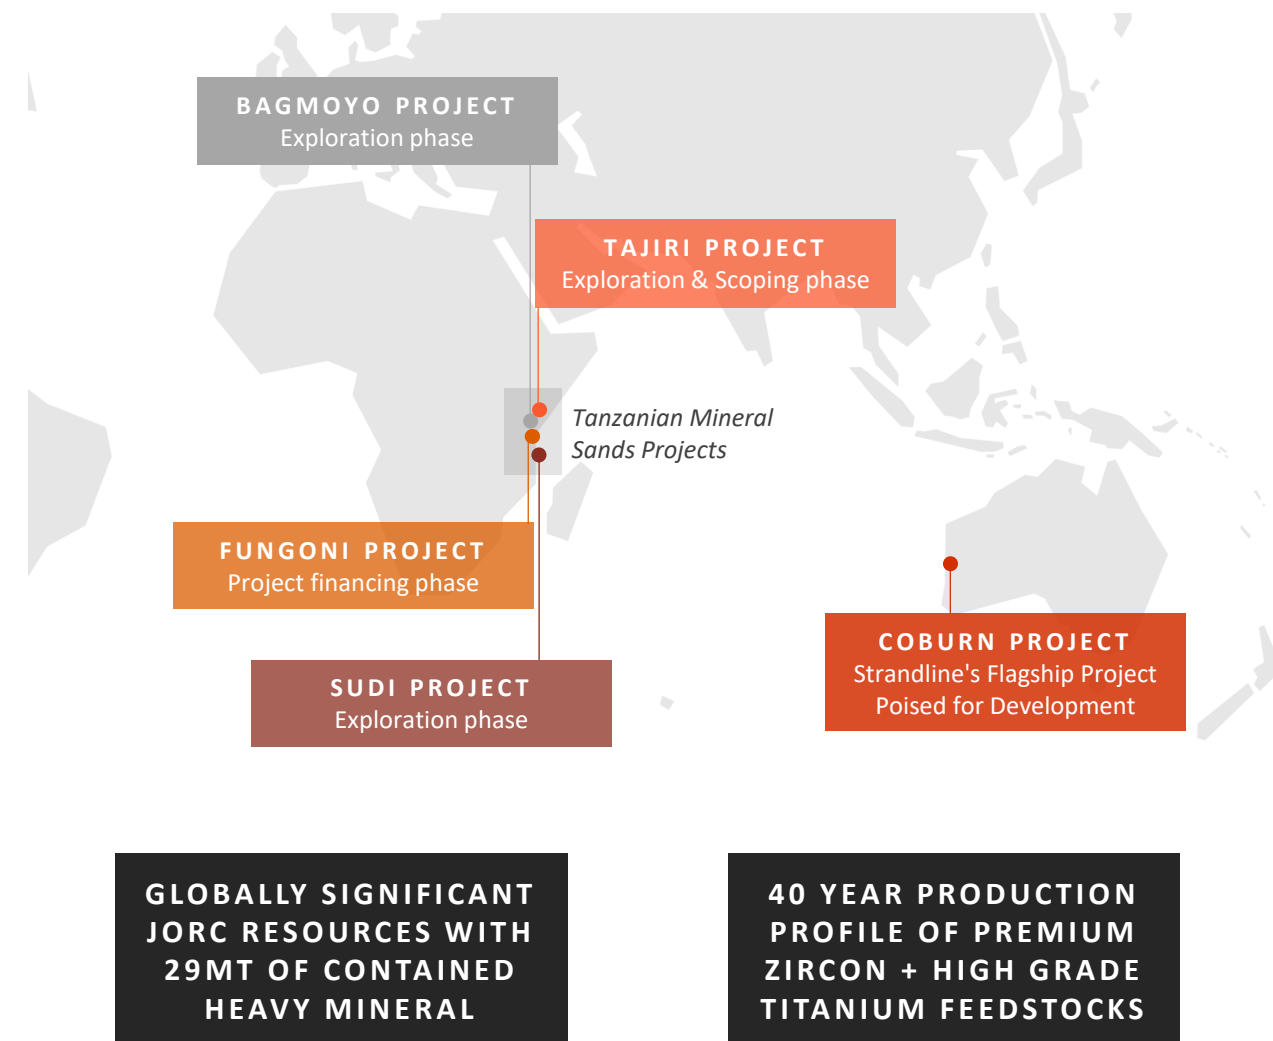 BAGMOYO PROJECT
Exploration phase
TAJIRI PROJECT
Exploration & Scoping phase
Tanzanian Mineral
Sands Projects
FUNGONI PROJECT
Project financing phase
SUDI PROJECT
Exploration phase
COBURN PROJECT
Strandline's Flagship Project
Poised for Development
GLOBALLY SIGNIFICANT
JORC RESOURCES WITH
29MT OF CONTAINED
HEAVY MINERAL
40 YEAR PRODUCTION
PROFILE OF PREMIUM
ZIRCON + HIGH GRADE
TITANIUM FEEDSTOCKS